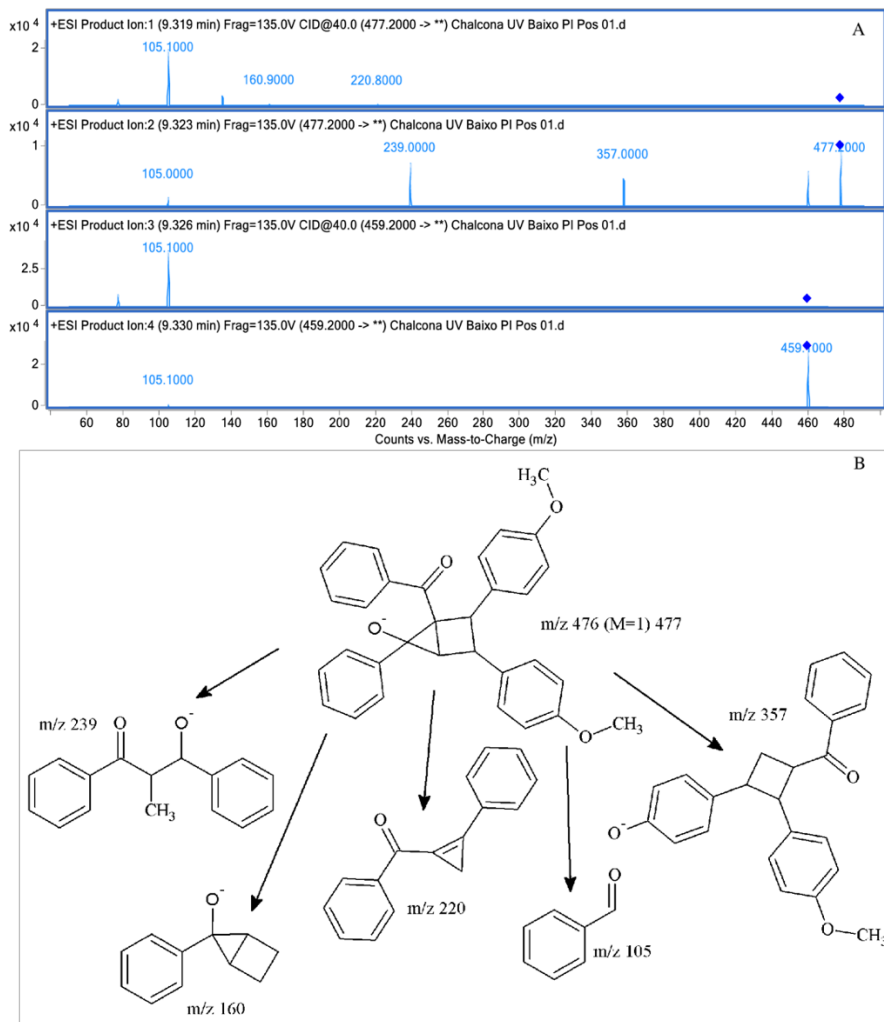 A
+ESI Product Ion:1 (9.319 min) Frag=135.0V CID@40.0 (477.2000 -> **) Chalcona UV Baixo PI Pos 01.d
x10 4
2
0
105.1000
160.9000
220.8000
+ESI Product Ion:2 (9.323 min) Frag=135.0V (477.2000 -> **) Chalcona UV Baixo PI Pos 01.d
x10 4
1
0
105.0000
239.0000
357.0000
477.2000
+ESI Product Ion:3 (9.326 min) Frag=135.0V CID@40.0 (459.2000 -> **) Chalcona UV Baixo PI Pos 01.d
x10 4
2.5
0
105.1000
+ESI Product Ion:4 (9.330 min) Frag=135.0V (459.2000 -> **) Chalcona UV Baixo PI Pos 01.d
x10 4
2
0
105.1000
60 80 100 120 140 160 180 200 220 240 260 280 300 320 340 360 380 400 420 440 460 480
Counts vs. Mass-to-Charge (m/z)
B
H3C
O
O
O-
m/z 476 (M=1) 477
O
CH3
m/z 239
O
O-
CH3
m/z 357
O
O-
O
CH3
O
m/z 220
O
m/z 105
O-
m/z 160